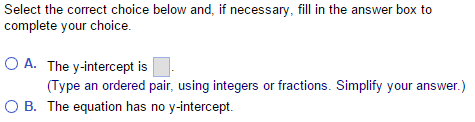 Select the correct choice below and, if necessary, fill in the answer box to
complete your choice.
A. The y-intercept is .
(Type an ordered pair, using integers or fractions. Simplify your answer.)
B. The equation has no y-intercept.